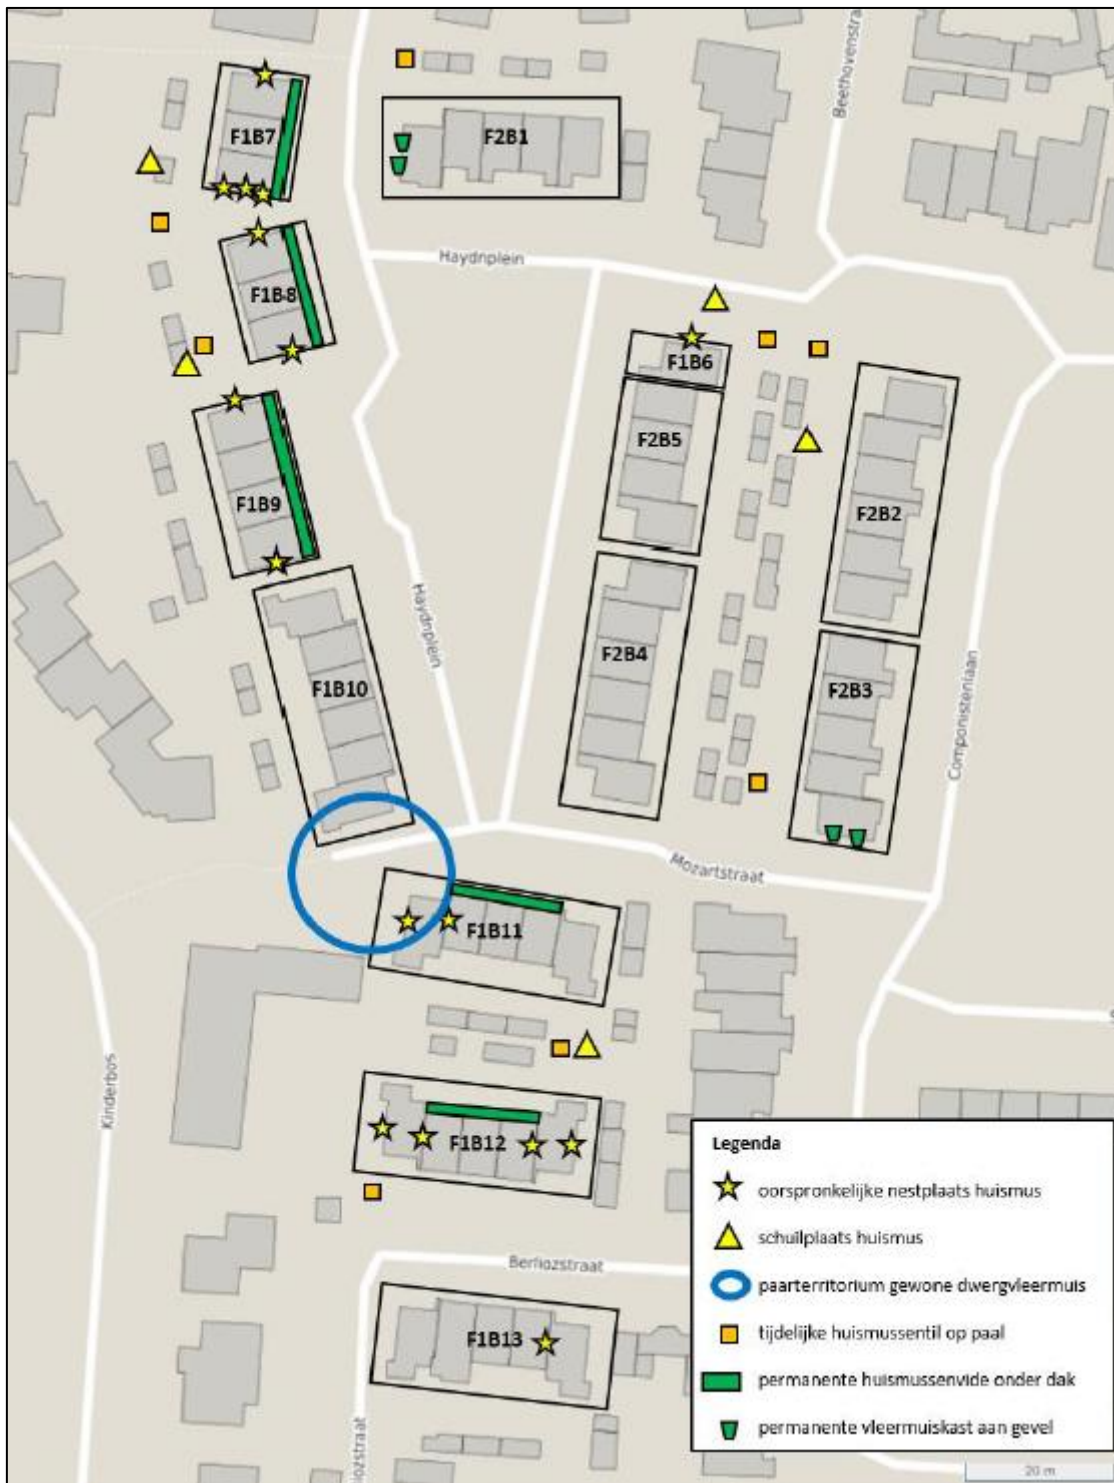 Beethovenstra
F1B7
F2B1
Haydnplein
F1B8
F1B6
F2B5
F1B9
F2B2
Haydnplein
F2B4
F1B10
F2B3
Componistenlaan
Mozartstraat
F1B11
Kinderbos
F1B12
Berliozstraat
F1B13
liozstraat
Legenda
oorspronkelijke nestplaats huismus
schuilplaats huismus
paarterritorium gewone dwergvleermuis
tijdelijke huismussentil op paal
permanente huismussenvide onder dak
permanente vleermuiskast aan gevel
20 m